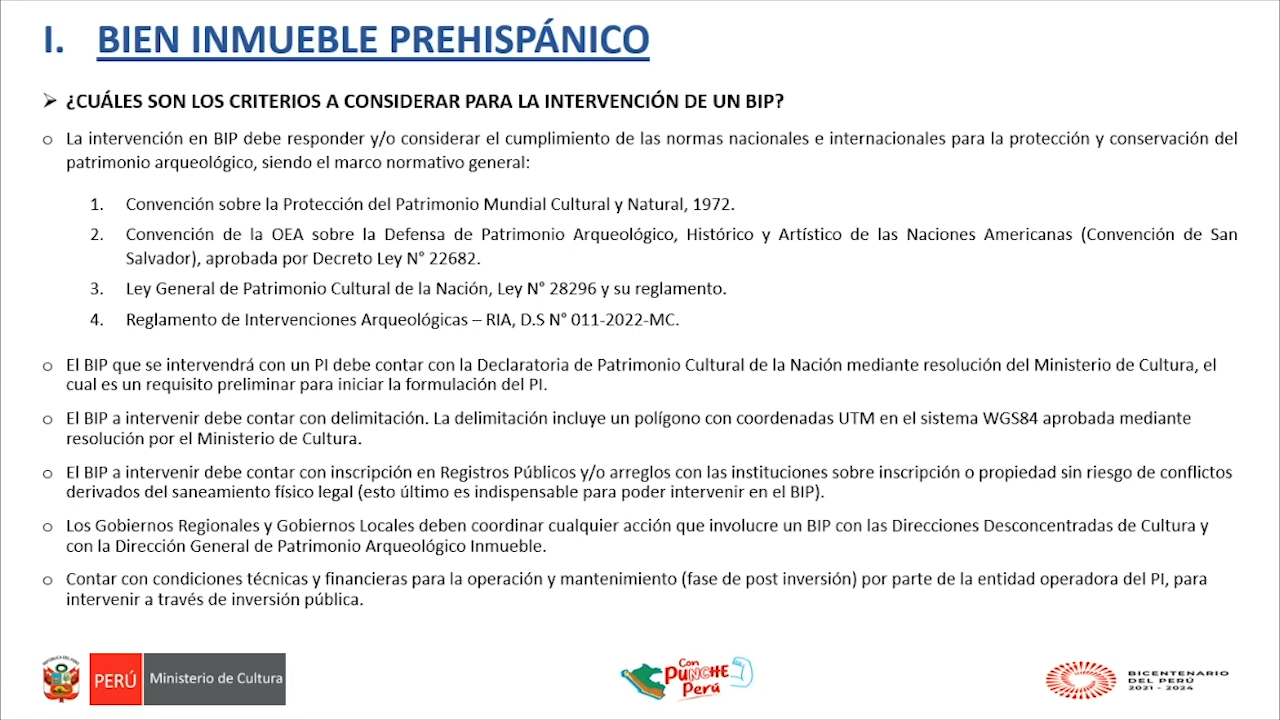 I. BIEN INMUEBLE PREHISPÁNICO
➢ ¿CUÁLES SON LOS CRITERIOS A CONSIDERAR PARA LA INTERVENCIÓN DE UN BIP?
o La intervención en BIP debe responder y/o considerar el cumplimiento de las normas nacionales e internacionales para la protección y conservación del
patrimonio arqueológico, siendo el marco normativo general:
1. Convención sobre la Protección del Patrimonio Mundial Cultural y Natural, 1972.
2. Convención de la OEA sobre la Defensa de Patrimonio Arqueológico, Histórico y Artístico de las Naciones Americanas (Convención de San
Salvador), aprobada por Decreto Ley N° 22682.
3. Ley General de Patrimonio Cultural de la Nación, Ley N° 28296 y su reglamento.
4. Reglamento de Intervenciones Arqueológicas – RIA, D.S N° 011-2022-MC.
o El BIP que se intervendrá con un PI debe contar con la Declaratoria de Patrimonio Cultural de la Nación mediante resolución del Ministerio de Cultura, el
cual es un requisito preliminar para iniciar la formulación del PI.
o El BIP a intervenir debe contar con delimitación. La delimitación incluye un polígono con coordenadas UTM en el sistema WGS84 aprobada mediante
resolución por el Ministerio de Cultura.
o El BIP a intervenir debe contar con inscripción en Registros Públicos y/o arreglos con las instituciones sobre inscripción o propiedad sin riesgo de conflictos
derivados del saneamiento físico legal (esto último es indispensable para poder intervenir en el BIP).
o Los Gobiernos Regionales y Gobiernos Locales deben coordinar cualquier acción que involucre un BIP con las Direcciones Desconcentradas de Cultura y
con la Dirección General de Patrimonio Arqueológico Inmueble.
o Contar con condiciones técnicas y financieras para la operación y mantenimiento (fase de post inversión) por parte de la entidad operadora del PI, para
intervenir a través de inversión pública.
REPÚBLICA DEL PERÚ
PERÚ Ministerio de Cultura
Con
PUNCHE
Perú
BICENTENARIO
DEL PERÚ
2021 - 2024